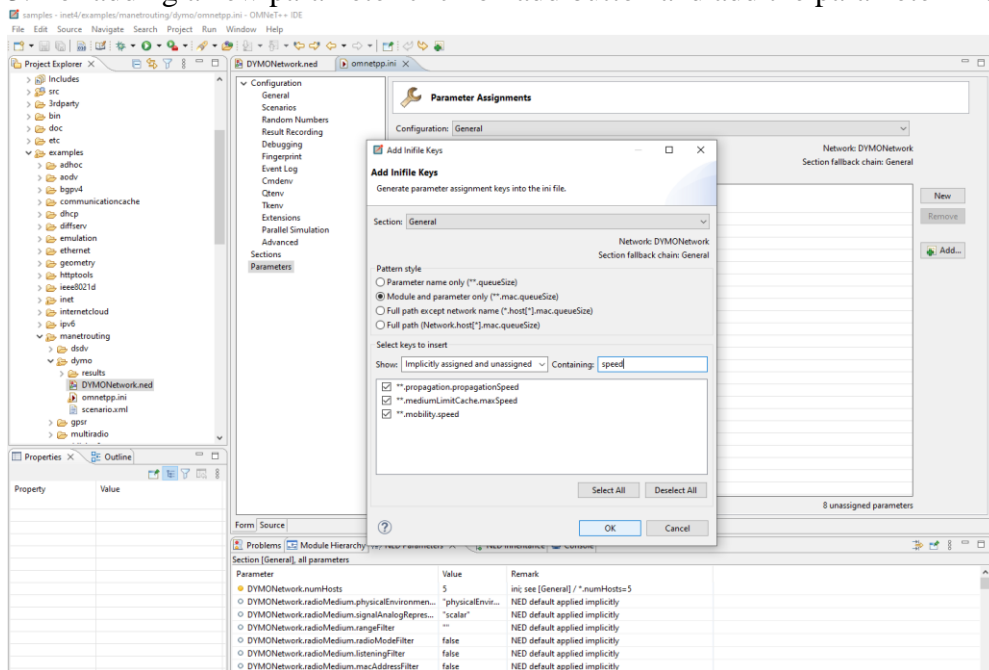 samples - inet4/examples/manetrouting/dymo/omnetpp.ini - OMNeT++ IDE
File Edit Source Navigate Search Project Run Window Help
Project Explorer
DYMONetwork.ned
omnetpp.ini
Includes
src
3rdparty
bin
doc
etc
examples
adhoc
aodv
bgpv4
communicationcache
dhcp
diffserv
emulation
ethernet
geometry
httptools
ieee8021d
inet
internetcloud
ipv6
manetrouting
dsdv
dymo
results
DYMONetwork.ned
omnetpp.ini
scenario.xml
gpsr
multiradio
Configuration
General
Scenarios
Random Numbers
Result Recording
Debugging
Fingerprint
Event Log
Cmdenv
Qtenv
Tkenv
Extensions
Parallel Simulation
Advanced
Sections
Parameters
Parameter Assignments
Configuration: General
Network: DYMONetwork
Section fallback chain: General
New
Remove
Add...
8 unassigned parameters
Add Inifile Keys
Add Inifile Keys
Generate parameter assignment keys into the ini file.
Section: General
Network: DYMONetwork
Section fallback chain: General
Pattern style
Parameter name only (**.queueSize)
Module and parameter only (**.mac.queueSize)
Full path except network name (*.host[*].mac.queueSize)
Full path (Network.host[*].mac.queueSize)
Select keys to insert
Show: Implicitly assigned and unassigned Containing: speed
**.propagation.propagationSpeed
**.mediumLimitCache.maxSpeed
**.mobility.speed
Select All Deselect All
OK Cancel
Form Source
Properties Outline
Property Value
Problems Module Hierarchy
Section [General], all parameters
Parameter Value Remark
DYMONetwork.numHosts 5 ini; see [General] / *.numHosts=5
DYMONetwork.radioMedium.physicalEnvironmen... "physicalEnvir... NED default applied implicitly
DYMONetwork.radioMedium.signalAnalogRepres... "scalar" NED default applied implicitly
DYMONetwork.radioMedium.rangeFilter "" NED default applied implicitly
DYMONetwork.radioMedium.radioModeFilter false NED default applied implicitly
DYMONetwork.radioMedium.listeningFilter false NED default applied implicitly
DYMONetwork.radioMedium.macAddressFilter false NED default applied implicitly